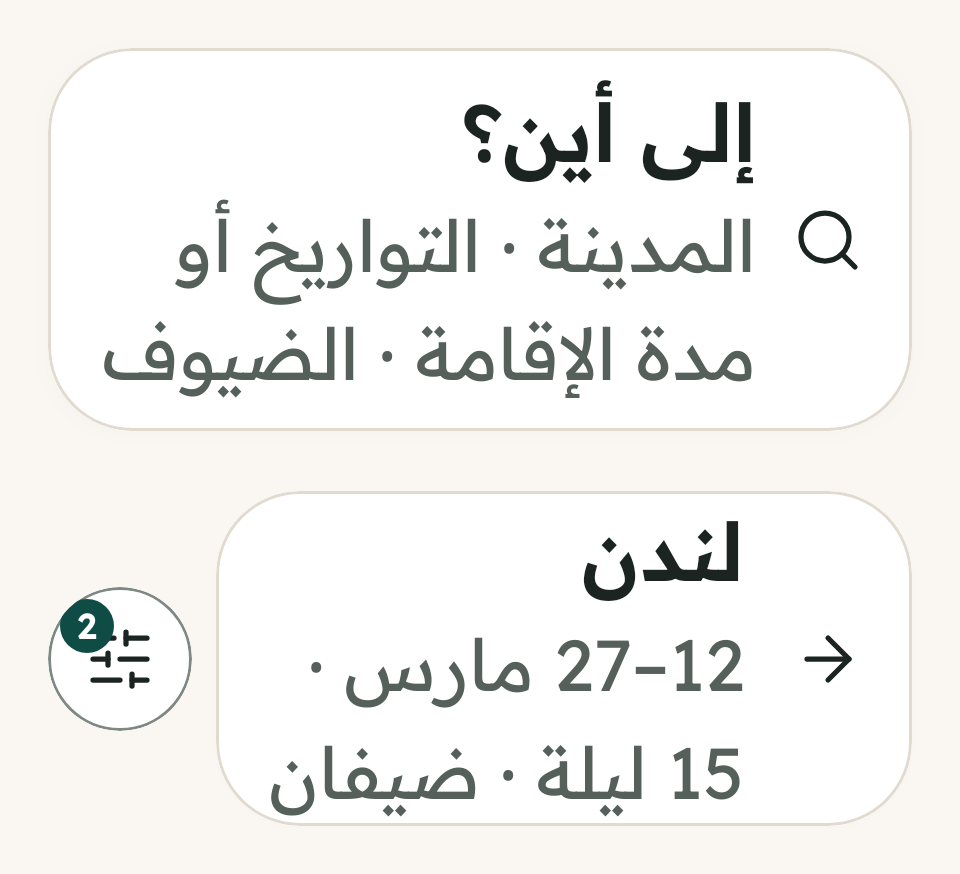 إلى أين؟
المدينة · التواريخ أو
مدة الإقامة · الضيوف
لندن
12–27 مارس ·
15 ليلة · ضيفان
2